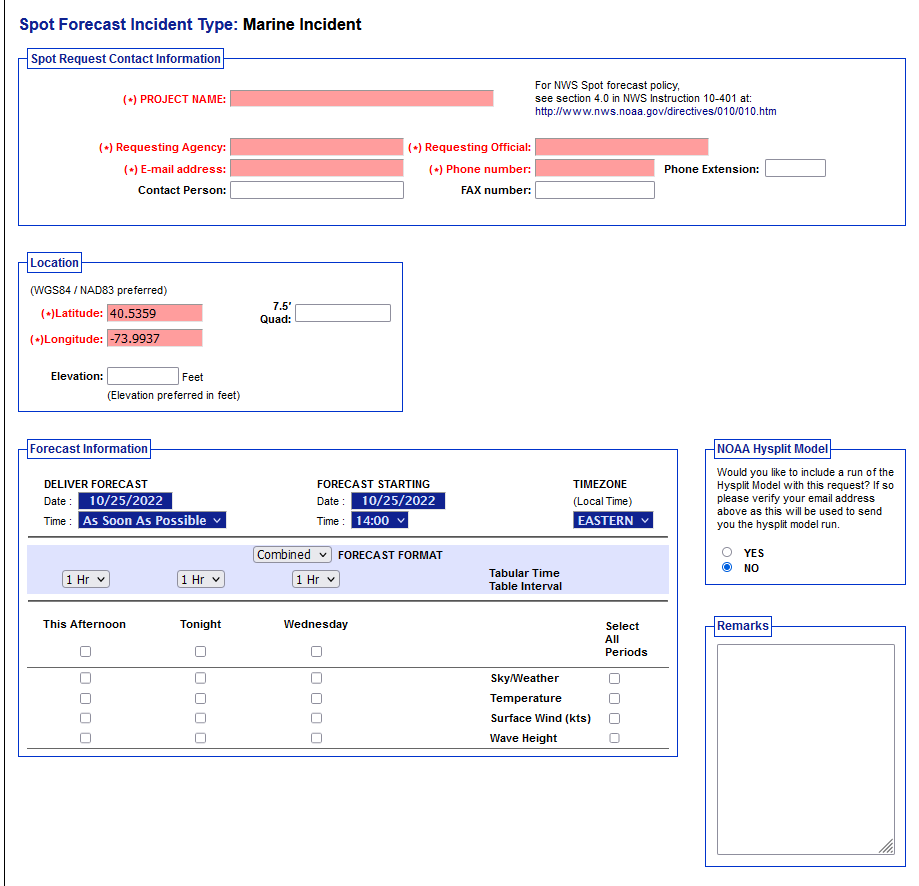 Spot Forecast Incident Type: Marine Incident
Spot Request Contact Information
(*) PROJECT NAME:
For NWS Spot forecast policy,
see section 4.0 in NWS Instruction 10-401 at:
http://www.nws.noaa.gov/directives/010/010.htm
(*) Requesting Agency: (*) Requesting Official:
(*) E-mail address: (*) Phone number: Phone Extension:
Contact Person: FAX number:
Location
(WGS84 / NAD83 preferred)
(*)Latitude: 40.5359
7.5'
Quad:
(*)Longitude: -73.9937
Elevation: Feet
(Elevation preferred in feet)
Forecast Information
DELIVER FORECAST FORECAST STARTING TIMEZONE
Date : 10/25/2022 Date : 10/25/2022 (Local Time)
Time : As Soon As Possible Time : 14:00 EASTERN
Combined FORECAST FORMAT
1 Hr 1 Hr 1 Hr
Tabular Time
Table Interval
This Afternoon Tonight Wednesday
Select
All
Periods
Sky/Weather
Temperature
Surface Wind (kts)
Wave Height
NOAA Hysplit Model
Would you like to include a run of the
Hysplit Model with this request? If so
please verify your email address
above as this will be used to send
you the hysplit model run.
YES
NO
Remarks